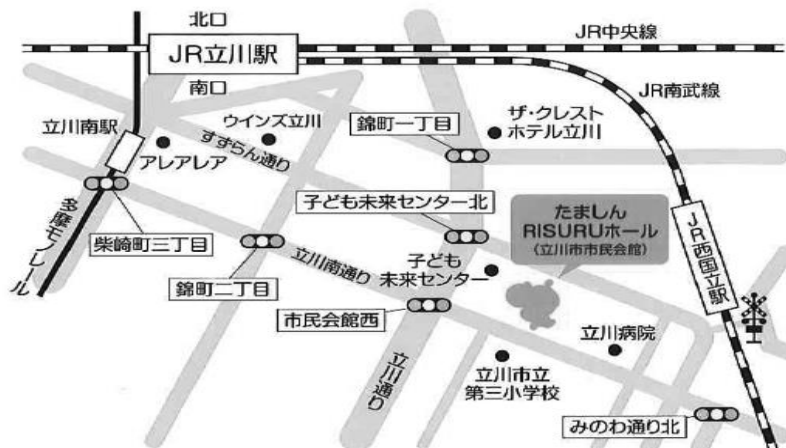 北口
JR立川駅
南口
JR中央線
JR南武線
立川南駅
アレアレア
ウインズ立川
すずらん通り
錦町一丁目
ザ・クレスト
ホテル立川
多摩モノレール
柴崎町三丁目
錦町二丁目
立川南通り
子ども未来センター北
子ども
未来センター
たましん
RISURUホール
(立川市市民会館)
JR西国立駅
市民会館西
立川通り
立川病院
立川市立
第三小学校
みのわ通り北